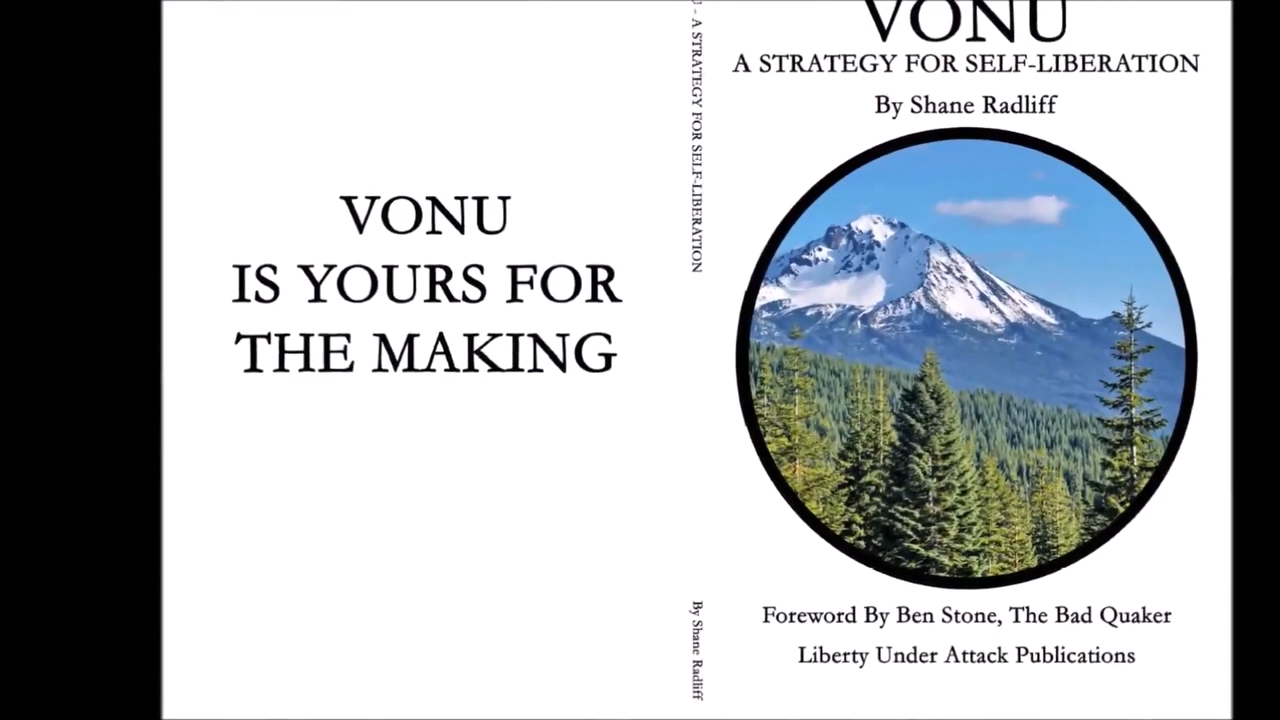 VONU
IS YOURS FOR
THE MAKING
- A STRATEGY FOR SELF-LIBERATION
By Shane Radliff
VONU
A STRATEGY FOR SELF-LIBERATION
By Shane Radliff
Foreword By Ben Stone, The Bad Quaker
Liberty Under Attack Publications